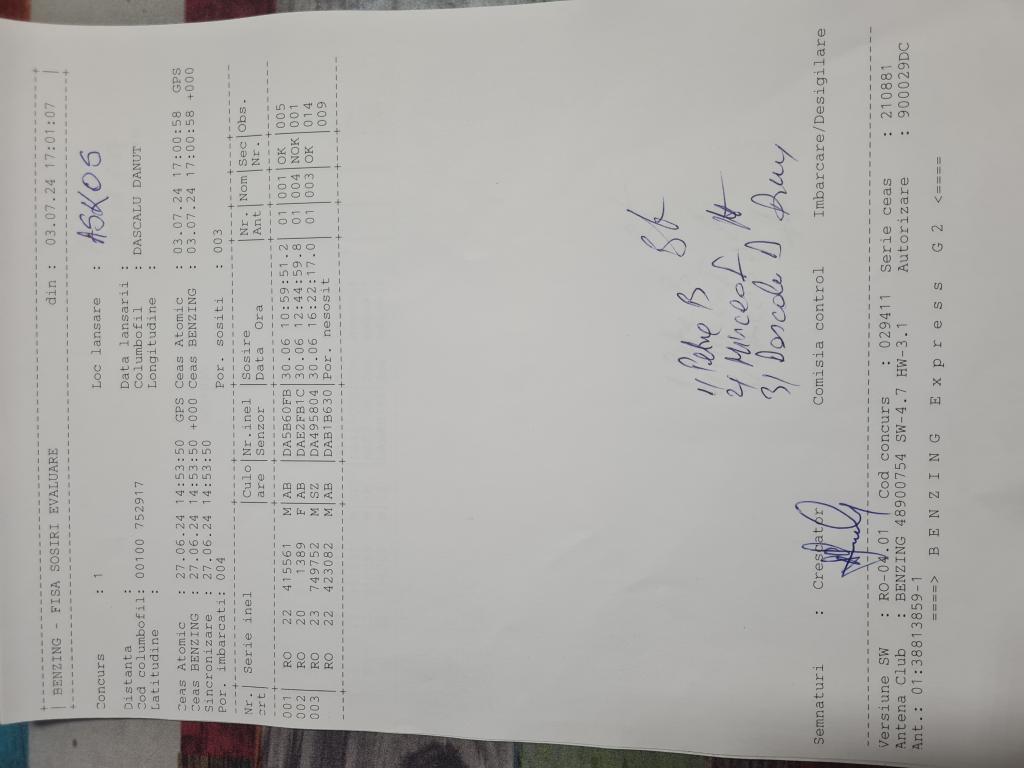 +-----------------------------------------------------------------------+
| BENZING - FISA SOSIRI EVALUARE din : 03.07.24 17:01:07 |
+-----------------------------------------------------------------------+
Concurs : 1 Loc lansare : ASKOS
Distanta : Data lansarii :
Cod columbofil: 00100 752917 Columbofil : DASCALU DANUT
Latitudine : Longitudine :
Ceas Atomic : 27.06.24 14:53:50 GPS Ceas Atomic : 03.07.24 17:00:58 GPS
Ceas BENZING : 27.06.24 14:53:50 +000 Ceas BENZING : 03.07.24 17:00:58 +000
Sincronizare : 27.06.24 14:53:50
Por. imbarcati: 004 Por. sositi : 003
Nr.| Serie inel |Culo|Nr.inel |Sosire |Nr. |Nom|Sec|Obs.
crt| |are |Senzor |Data Ora |Ant | |Nr.|
001| RO 22 415561 M|AB |DA5B60FB|30.06 10:59:51.2| 01 |001|OK |005
002| RO 20 1389 F|AB |DAE2FB1C|30.06 12:44:59.8| 01 |004|NOK|001
003| RO 23 749752 M|SZ |DA495804|30.06 16:22:17.0| 01 |003|OK |014
RO 22 423082 M|AB |DAB1B630|Por. nesosit 009
1) Petre B
2)
3) Dascalu D
Semnaturi : Crescator Comisia control Imbarcare/Desigilare
Versiune SW : RO-04.01 Cod concurs : 029411 Serie ceas : 210881
Antena Club : BENZING 48900754 SW-4.7 HW-3.1 Autorizare : 900029DC
Ant.: 01:38813859-1
====> B E N Z I N G E x p r e s s G 2 <====